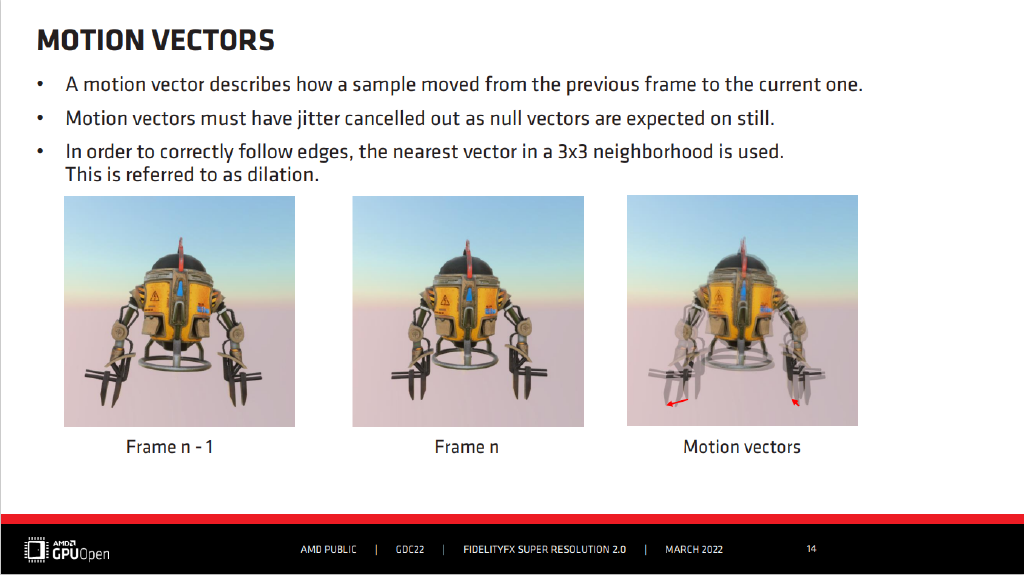 MOTION VECTORS
• A motion vector describes how a sample moved from the previous frame to the current one.
• Motion vectors must have jitter cancelled out as null vectors are expected on still.
• In order to correctly follow edges, the nearest vector in a 3x3 neighborhood is used.
This is referred to as dilation.
Frame n - 1
Frame n
Motion vectors
AMD
GPUOpen
AMD PUBLIC | GDC22 | FIDELITYFX SUPER RESOLUTION 2.0 | MARCH 2022
14